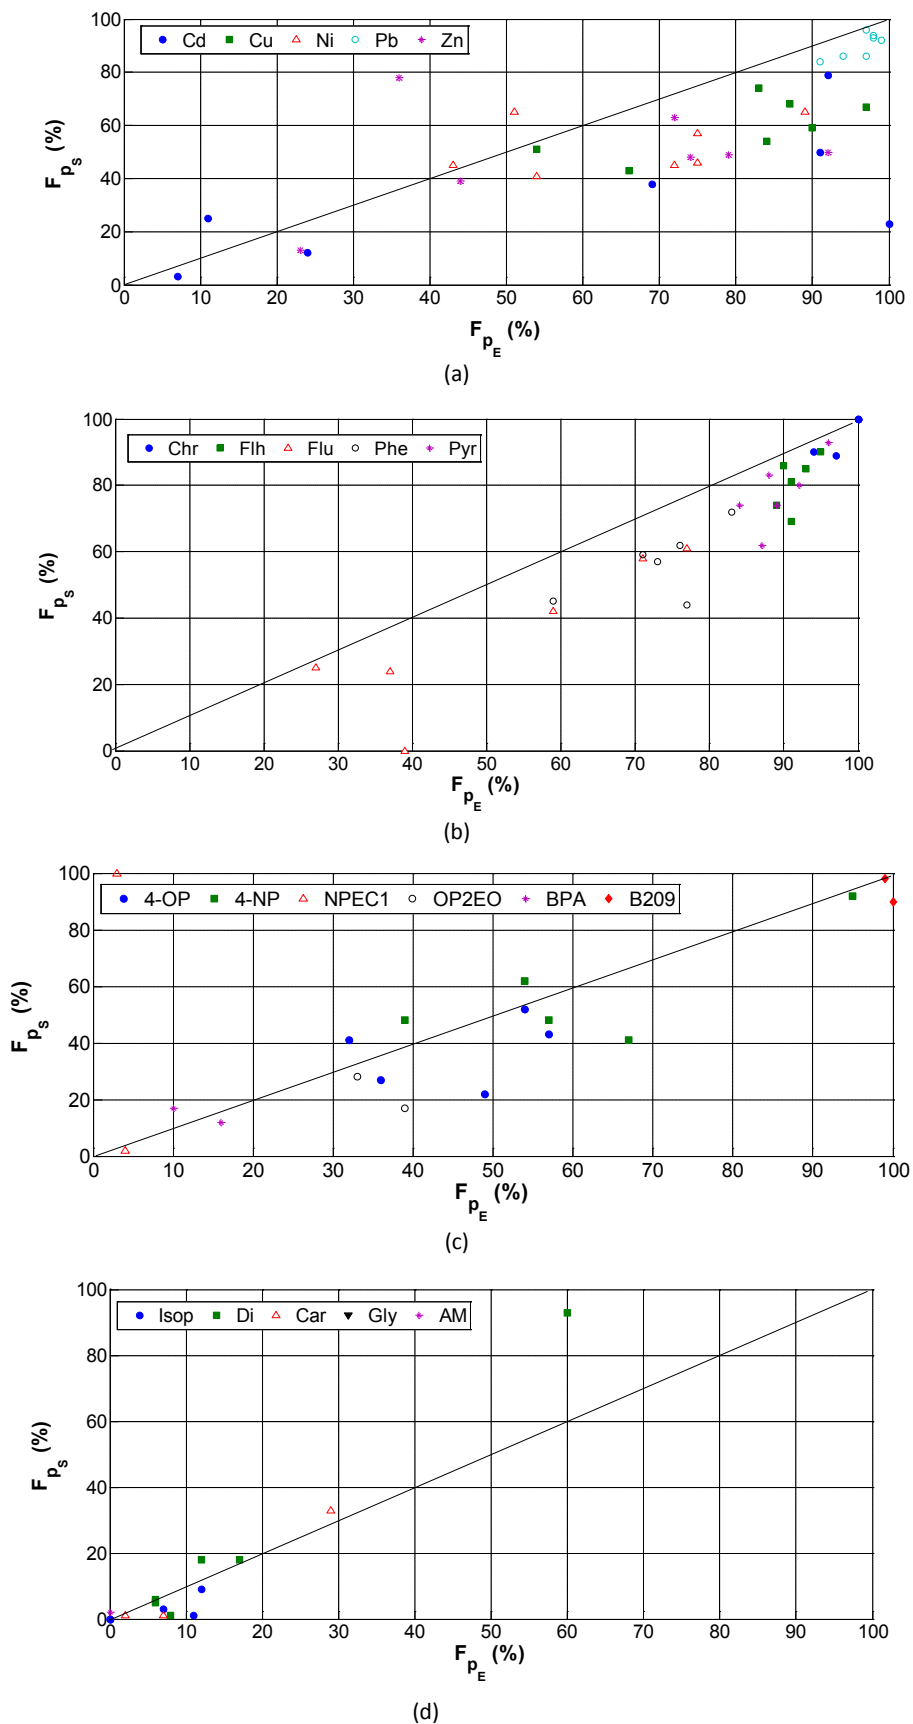 100
Cd Cu Ni Pb Zn
80
60
40
20
0
F_pS (%)
0 10 20 30 40 50 60 70 80 90 100
F_pE (%)
(a)
100
Chr Flh Flu Phe Pyr
80
60
40
20
0
F_pS (%)
0 10 20 30 40 50 60 70 80 90 100
F_pE (%)
(b)
100
4-OP 4-NP NPEC1 OP2EO BPA B209
80
60
40
20
0
F_pS (%)
0 10 20 30 40 50 60 70 80 90 100
F_pE (%)
(c)
100
Isop Di Car Gly AM
80
60
40
20
0
F_pS (%)
0 10 20 30 40 50 60 70 80 90 100
F_pE (%)
(d)